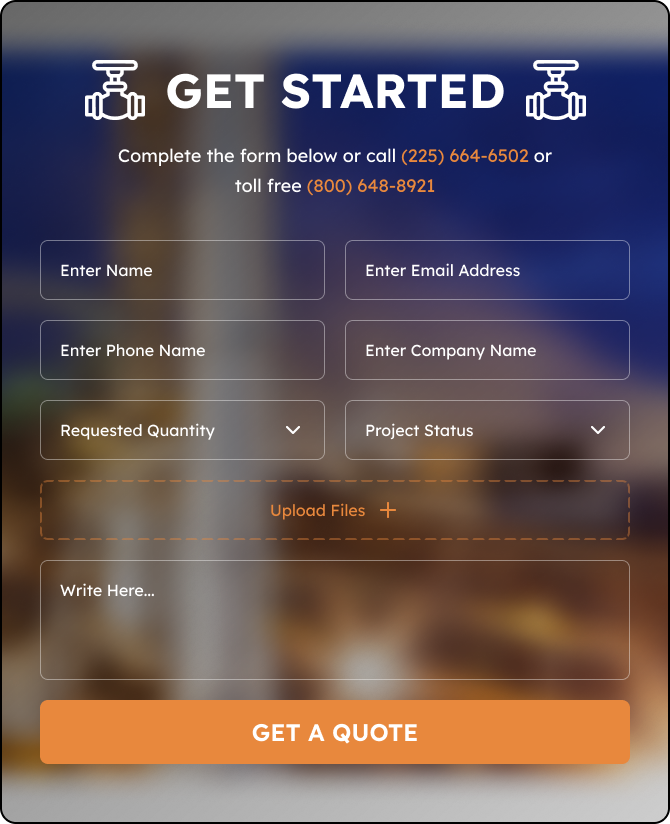 GET STARTED
Complete the form below or call (225) 664-6502 or
toll free (800) 648-8921
Enter Name
Enter Email Address
Enter Phone Name
Enter Company Name
Requested Quantity
Project Status
Upload Files +
Write Here...
GET A QUOTE